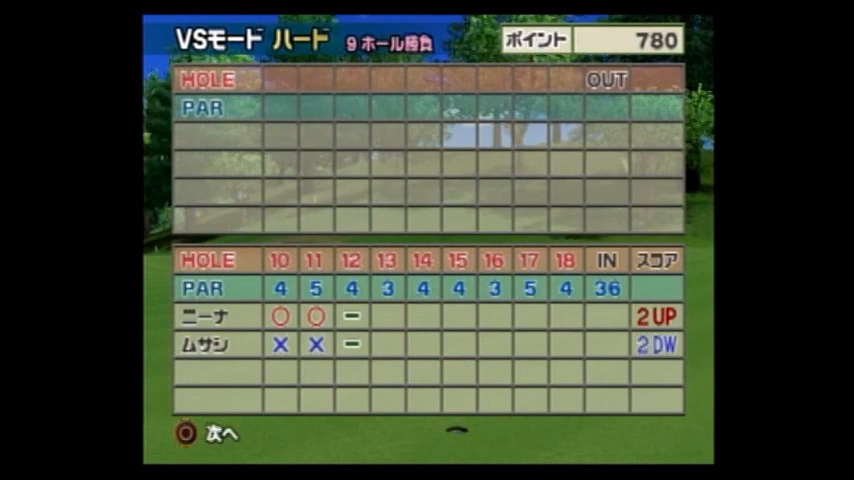 VSモード ハード 9ホール勝負 ポイント 780
HOLE OUT
PAR
HOLE 10 11 12 13 14 15 16 17 18 IN スコア
PAR 4 5 4 3 4 4 3 5 4 36
ニーナ ○ ○ － 2UP
ムサシ × × － 2DW
次へ